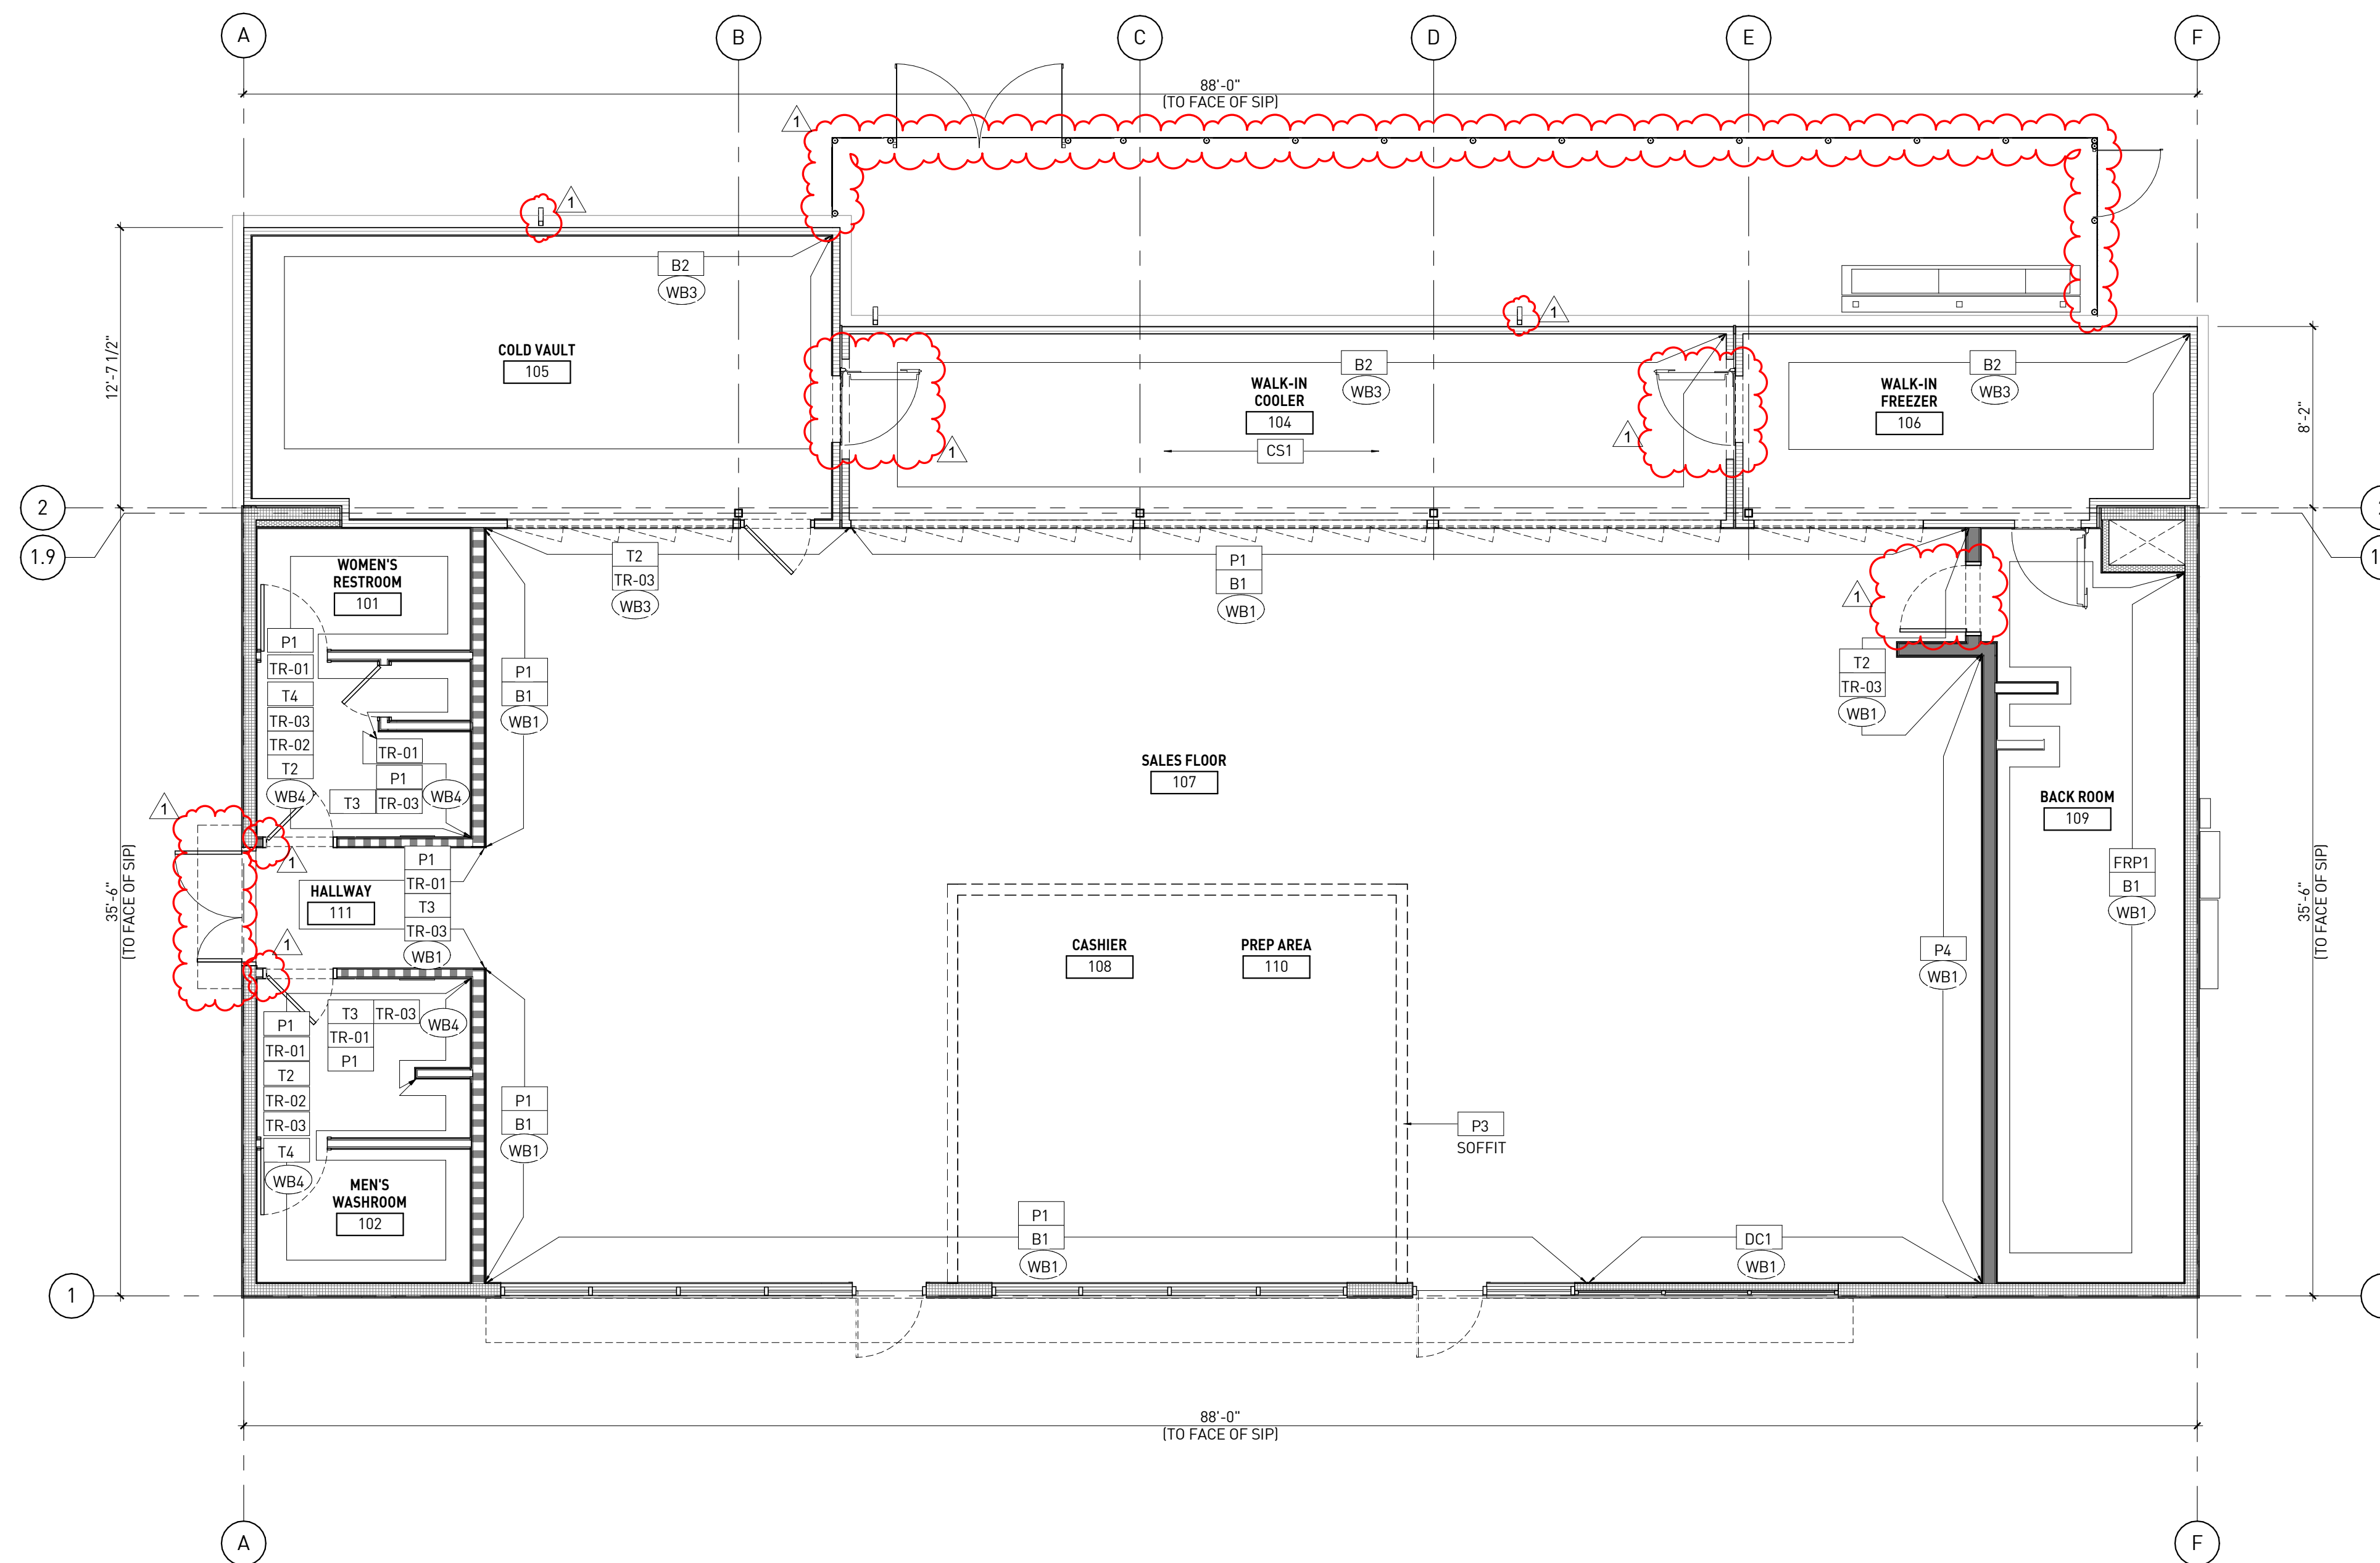 A
B
C
D
E
F
88'-0"
(TO FACE OF SIP)
1
1
B2
WB3
1
12'-7 1/2"
COLD VAULT
105
B2
WB3
WALK-IN
COOLER
104
CS1
B2
WB3
WALK-IN
FREEZER
106
8'-2"
1
1
2
1.9
WOMEN'S
RESTROOM
101
T2
TR-03
WB3
P1
B1
WB1
1
P1
TR-01
T4
TR-03
TR-02
T2
WB4
P1
B1
WB1
T2
TR-03
WB1
TR-01
P1
T3
TR-03
WB4
SALES FLOOR
107
BACK ROOM
109
1
1
35'-6"
(TO FACE OF SIP)
HALLWAY
111
P1
TR-01
T3
TR-03
WB1
FRP1
B1
WB1
35'-6"
(TO FACE OF SIP)
1
CASHIER
108
PREP AREA
110
P4
WB1
P1
TR-01
T2
TR-02
TR-03
T4
WB4
T3
TR-03
TR-01
P1
WB4
P1
B1
WB1
P3
SOFFIT
MEN'S
WASHROOM
102
P1
B1
WB1
DC1
WB1
1
88'-0"
(TO FACE OF SIP)
A
F